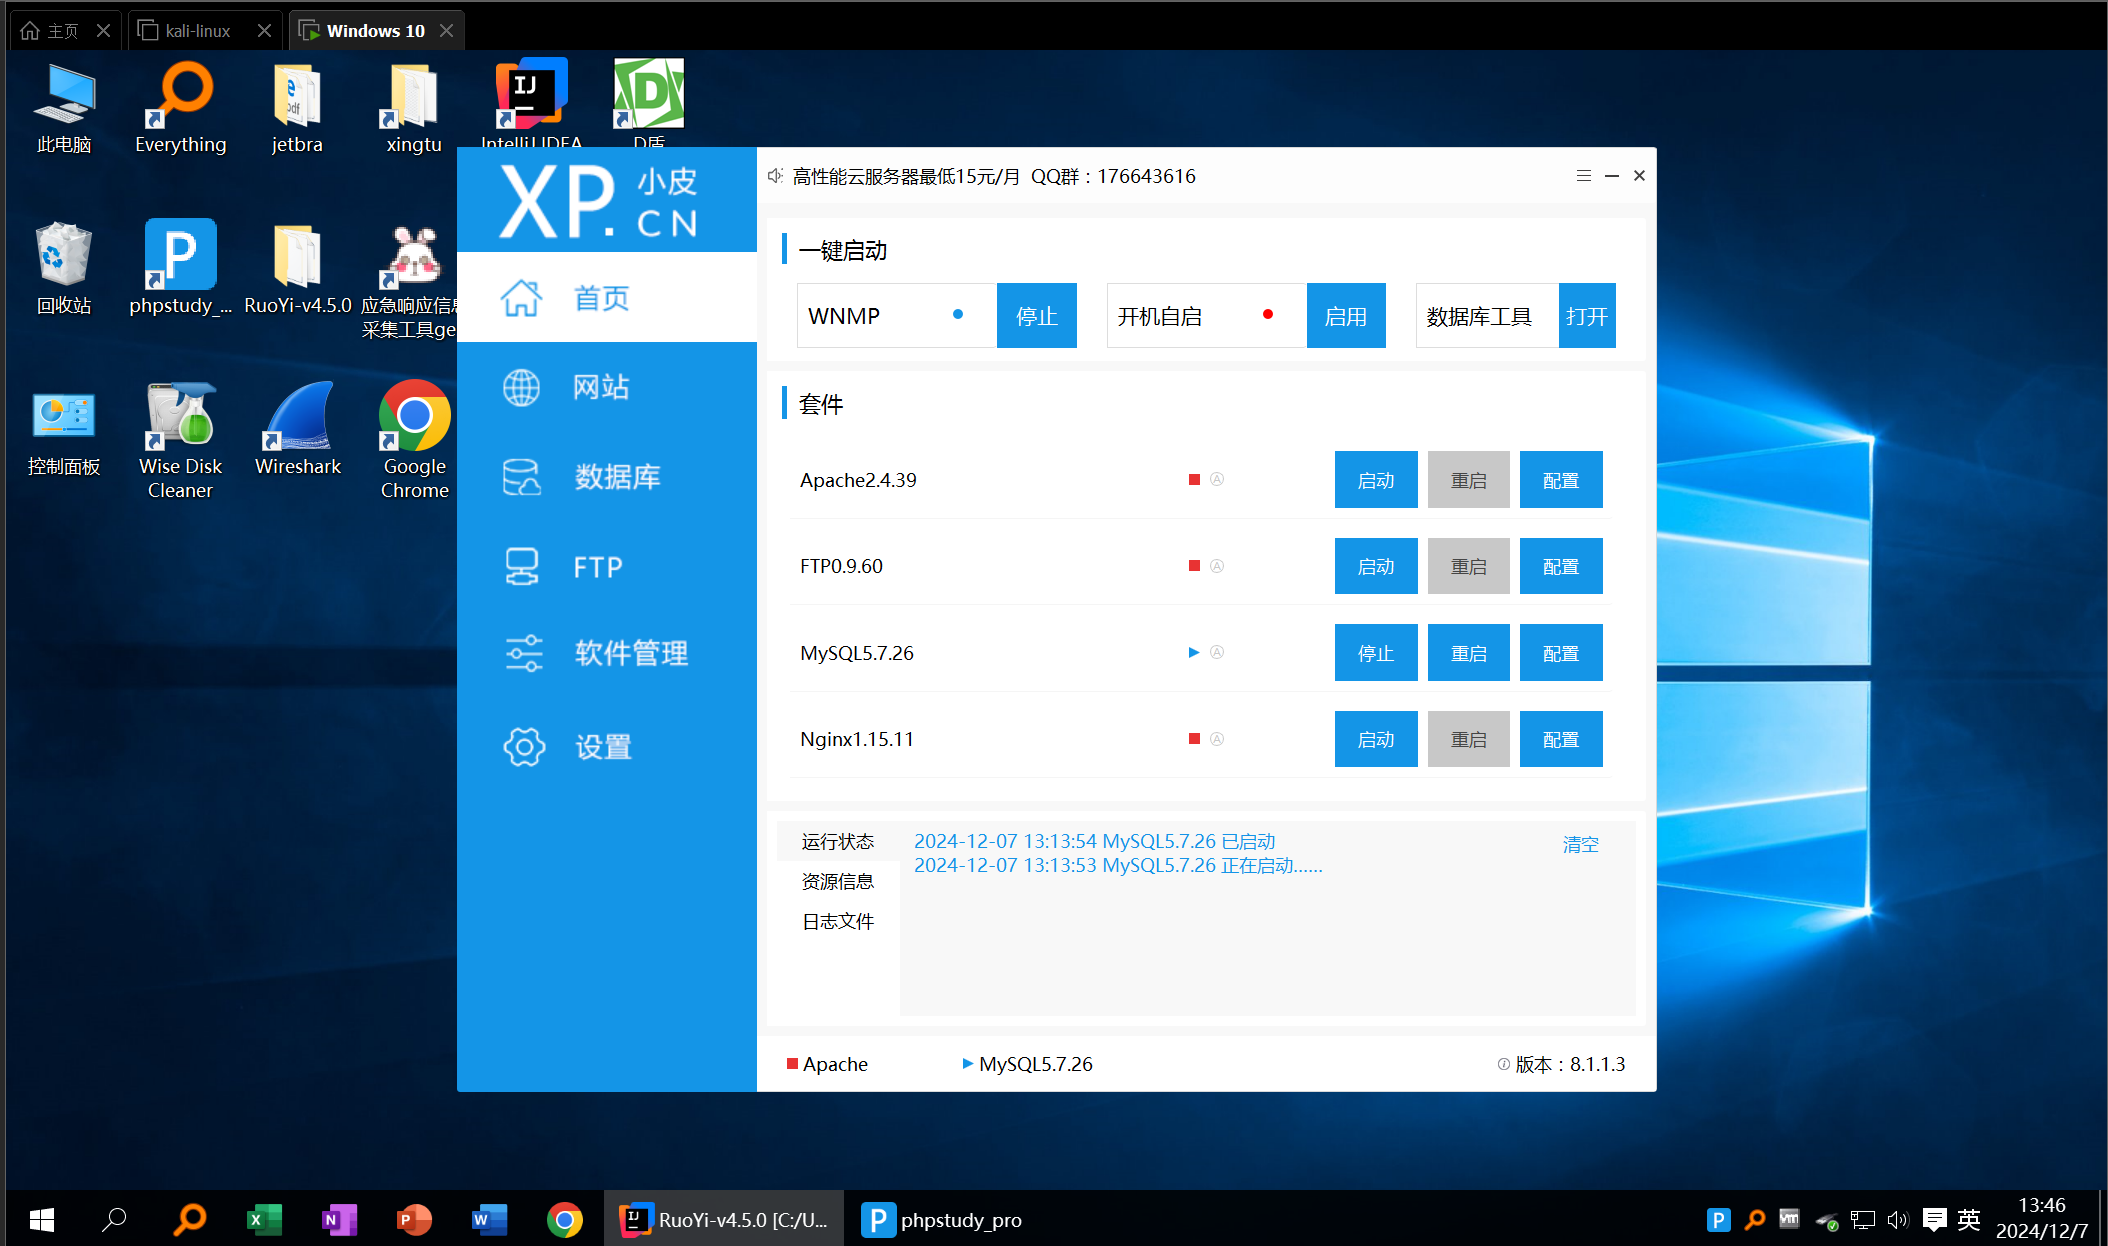 主页
kali-linux
Windows 10
此电脑
Everything
jetbra
xingtu
IntelliJ IDEA
D盾
回收站
phpstudy_...
RuoYi-v4.5.0
应急响应信息
采集工具ge
控制面板
Wise Disk
Cleaner
Wireshark
Google
Chrome
XP.
小皮
CN
首页
网站
数据库
FTP
软件管理
设置
高性能云服务器最低15元/月 QQ群：176643616
一键启动
WNMP
停止
开机自启
启用
数据库工具
打开
套件
Apache2.4.39
启动
重启
配置
FTP0.9.60
启动
重启
配置
MySQL5.7.26
停止
重启
配置
Nginx1.15.11
启动
重启
配置
运行状态
资源信息
日志文件
2024-12-07 13:13:54 MySQL5.7.26 已启动
2024-12-07 13:13:53 MySQL5.7.26 正在启动......
清空
Apache
MySQL5.7.26
版本：8.1.1.3
RuoYi-v4.5.0 [C:/U...
phpstudy_pro
英
13:46
2024/12/7